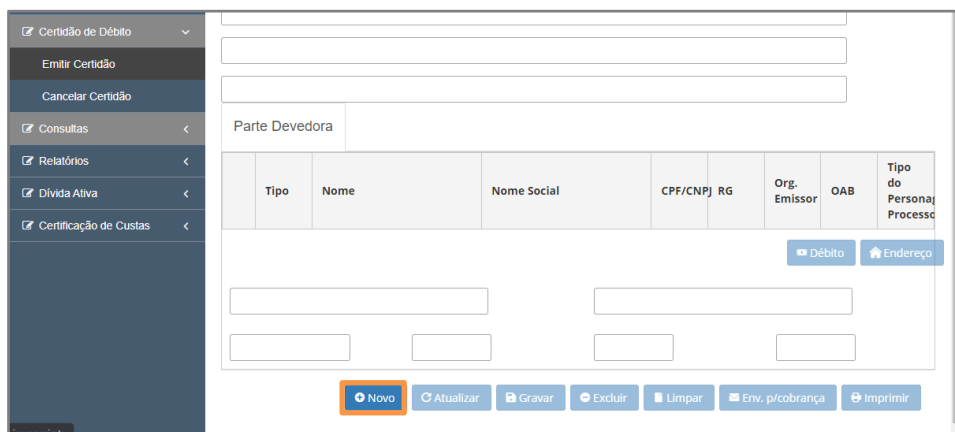 Certidão de Débito
Emitir Certidão
Cancelar Certidão
Consultas
Relatórios
Dívida Ativa
Certificação de Custas
Parte Devedora
Tipo
Nome
Nome Social
CPF/CNPJ
RG
Org.
Emissor
OAB
Tipo
do
Personag
Processo
Débito
Endereço
Novo
Atualizar
Gravar
Excluir
Limpar
Env. p/cobrança
Imprimir